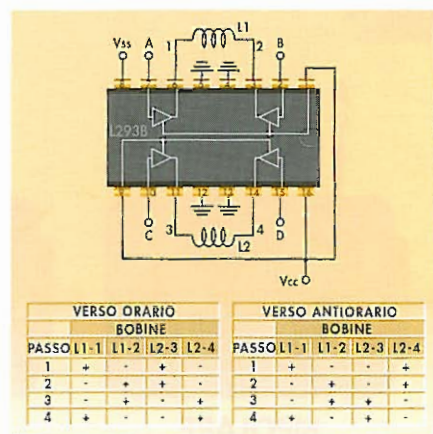 L1
Vss A 1 2 B
L293B
12 13 14 15
C 3 4 D
L2
Vcc
VERSO ORARIO
BOBINE
PASSO L1-1 L1-2 L2-3 L2-4
1 + - + -
2 - + + -
3 - + - +
4 + - - +
VERSO ANTIORARIO
BOBINE
PASSO L1-1 L1-2 L2-3 L2-4
1 + - - +
2 - + - +
3 - + + -
4 + - + -